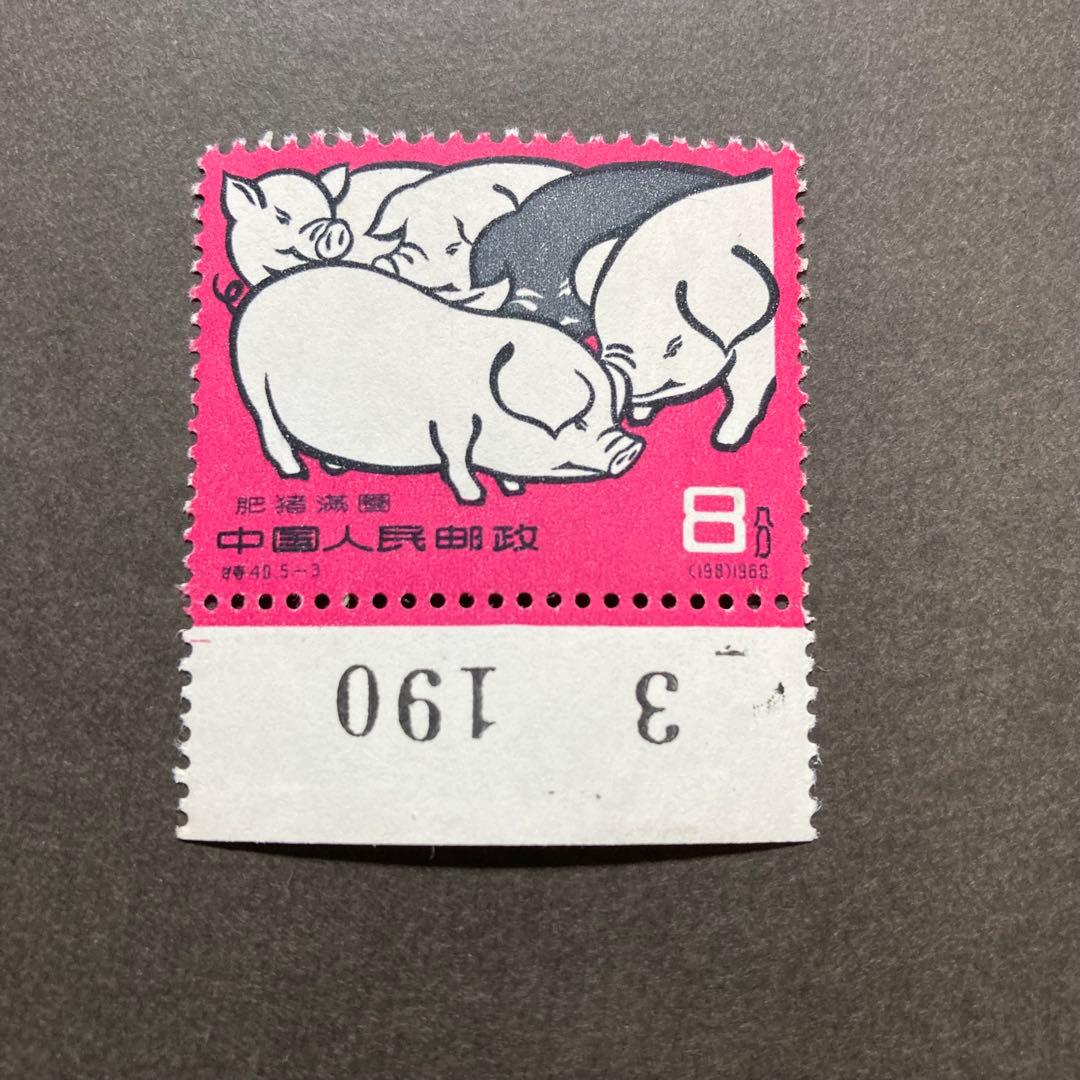 肥猪满圈
8分
中国人民邮政
特40.5-3
(198)1960
190 3